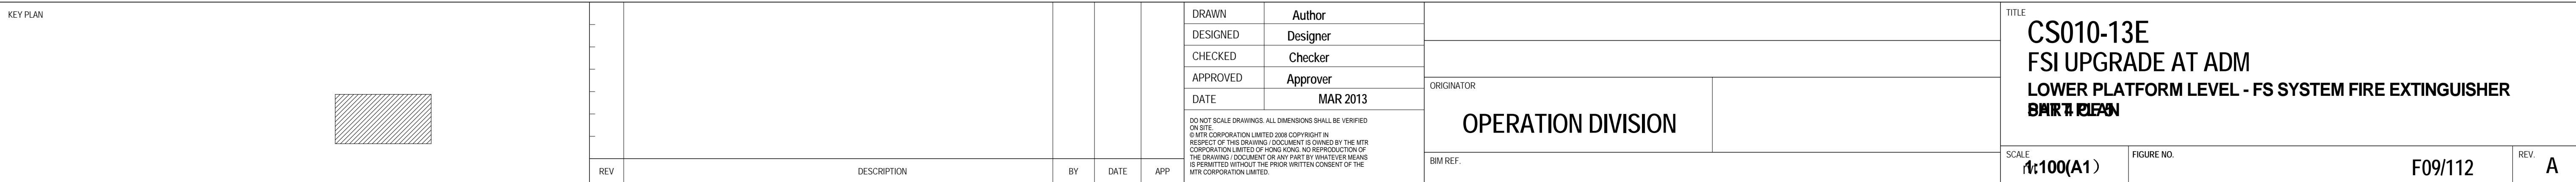 KEY PLAN
REV DESCRIPTION BY DATE APP
DRAWN Author
DESIGNED Designer
CHECKED Checker
APPROVED Approver
DATE MAR 2013
DO NOT SCALE DRAWINGS. ALL DIMENSIONS SHALL BE VERIFIED
ON SITE.
© MTR CORPORATION LIMITED 2008 COPYRIGHT IN
RESPECT OF THIS DRAWING / DOCUMENT IS OWNED BY THE MTR
CORPORATION LIMITED OF HONG KONG. NO REPRODUCTION OF
THE DRAWING / DOCUMENT OR ANY PART BY WHATEVER MEANS
IS PERMITTED WITHOUT THE PRIOR WRITTEN CONSENT OF THE
MTR CORPORATION LIMITED.
ORIGINATOR
OPERATION DIVISION
BIM REF.
TITLE
CS010-13E
FSI UPGRADE AT ADM
LOWER PLATFORM LEVEL - FS SYSTEM FIRE EXTINGUISHER
SCALE
1:100(A1)
FIGURE NO.
F09/112
REV.
A